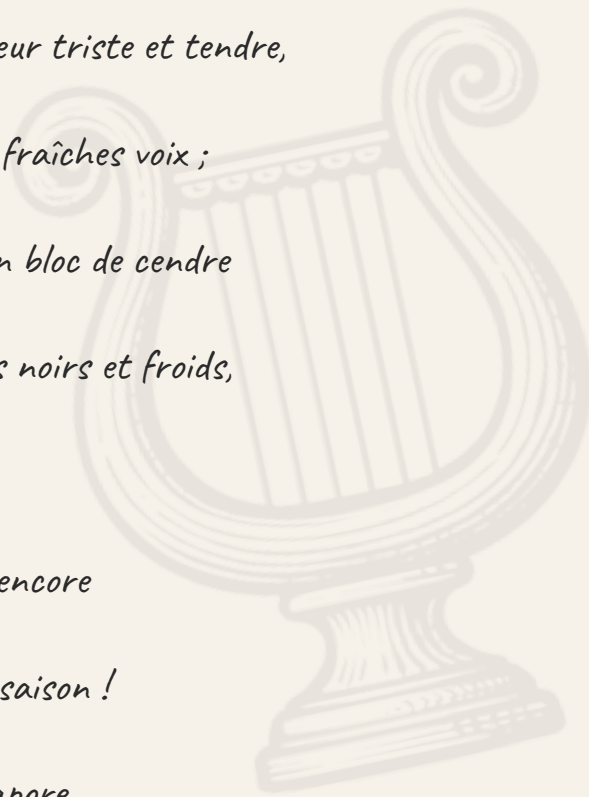 eur triste et tendre,
fraîches voix ;
n bloc de cendre
s noirs et froids,
encore
saison !